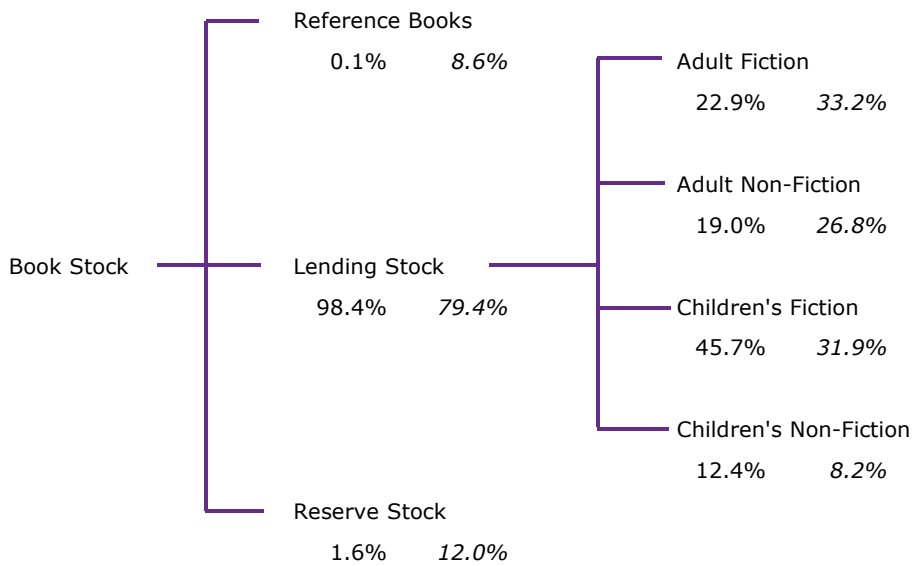 Reference Books
0.1% 8.6%
Adult Fiction
22.9% 33.2%
Adult Non-Fiction
19.0% 26.8%
Book Stock
Lending Stock
98.4% 79.4%
Children's Fiction
45.7% 31.9%
Children's Non-Fiction
12.4% 8.2%
Reserve Stock
1.6% 12.0%